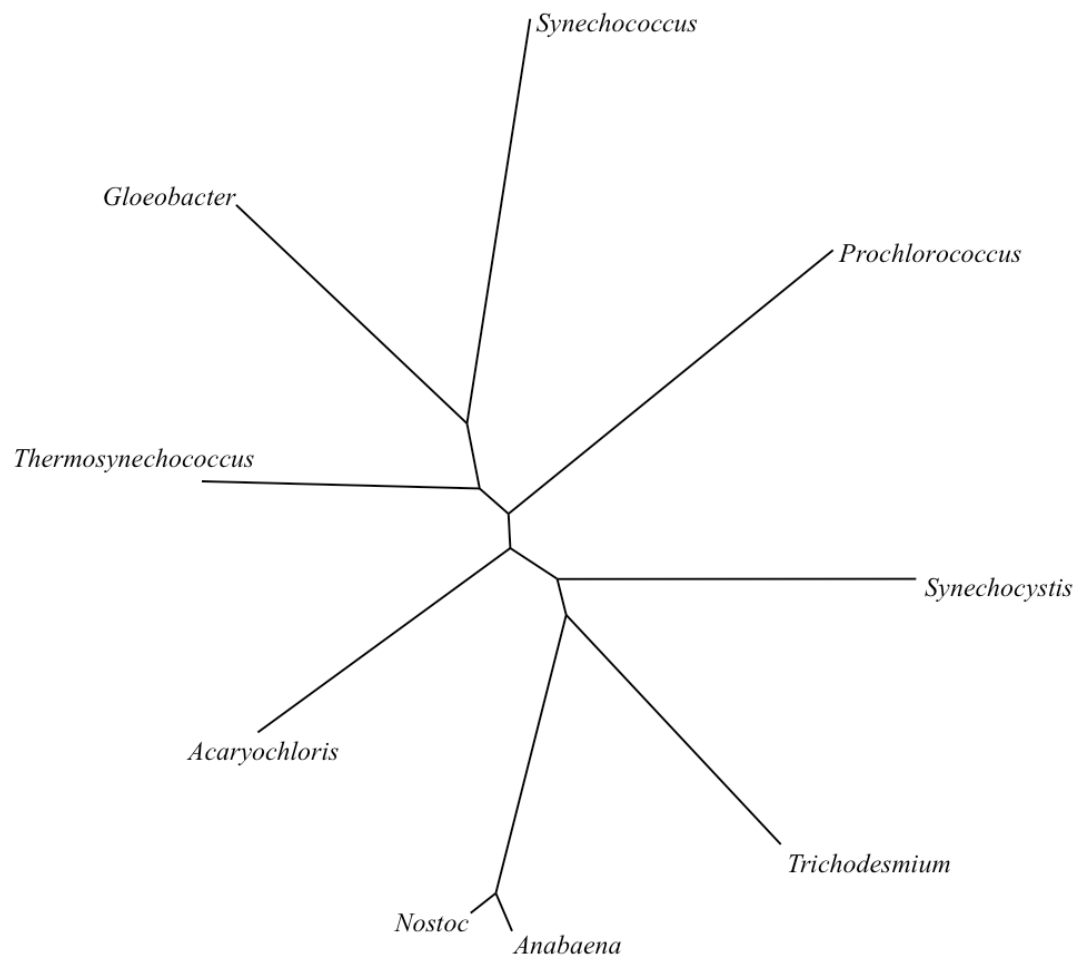 Synechococcus
Gloeobacter
Prochlorococcus
Thermosynechococcus
Synechocystis
Acaryochloris
Trichodesmium
Nostoc
Anabaena